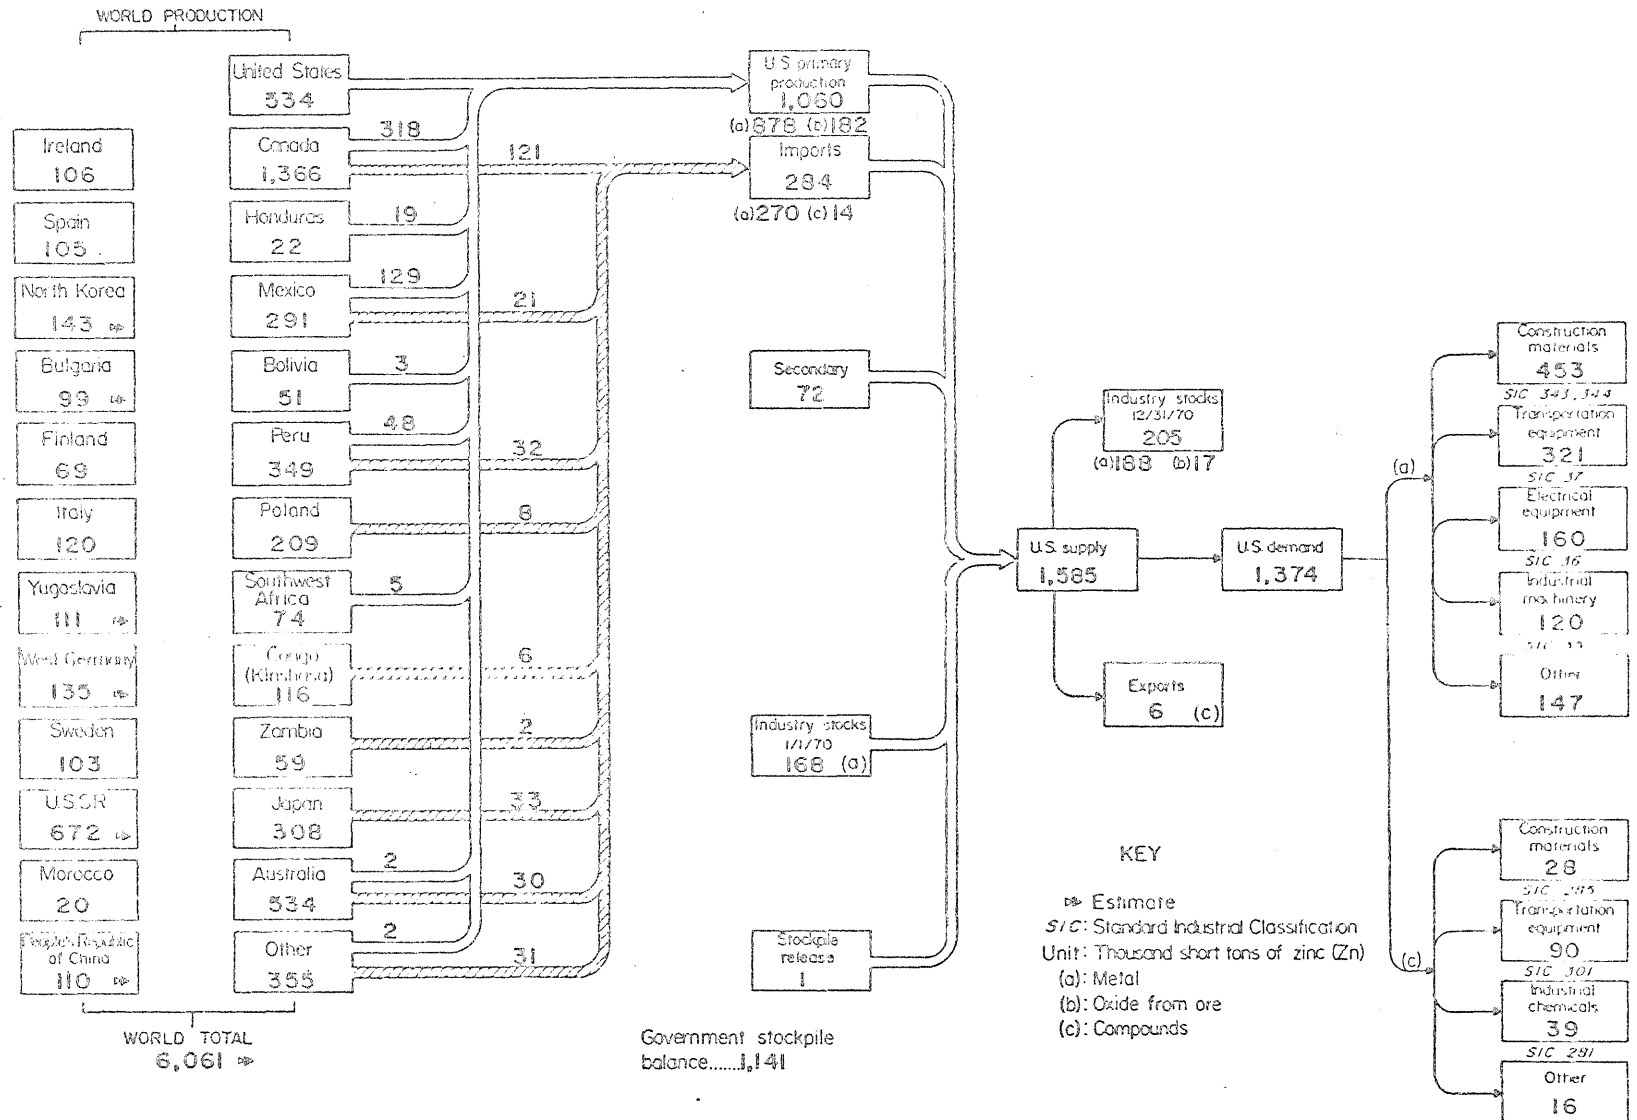 WORLD PRODUCTION
United States
534
Ireland
106
Canada
1,366
318
121
Spain
105
Honduras
22
19
North Korea
143
Mexico
291
129
21
Bulgaria
99
Bolivia
51
3
Finland
69
Peru
349
48
32
Italy
120
Poland
209
8
Yugoslavia
111
Southwest
Africa
74
5
West Germany
135
Congo
(Kinshasa)
116
6
Sweden
103
Zambia
59
2
U.S.S.R
672
Japan
308
33
Morocco
20
Australia
534
2
30
People's Republic
of China
110
Other
355
2
31
WORLD TOTAL
6,061
U.S. primary
production
1,060
(a)878 (b)182
Imports
284
(a)270 (c)14
Secondary
72
Industry stocks
1/1/70
168 (a)
Stockpile
release
1
Government stockpile
balance......1,141
Industry stocks
12/31/70
205
(a)188 (b)17
U.S. supply
1,585
Exports
6 (c)
U.S. demand
1,374
(a)
Construction
materials
453
SIC 343,344
Transportation
equipment
321
SIC 37
Electrical
equipment
160
SIC 36
Industrial
machinery
120
SIC 35
Other
147
(c)
Construction
materials
28
SIC 285
Transportation
equipment
90
SIC 301
Industrial
chemicals
39
SIC 281
Other
16
KEY
Estimate
SIC: Standard Industrial Classification
Unit: Thousand short tons of zinc (Zn)
(a): Metal
(b): Oxide from ore
(c): Compounds